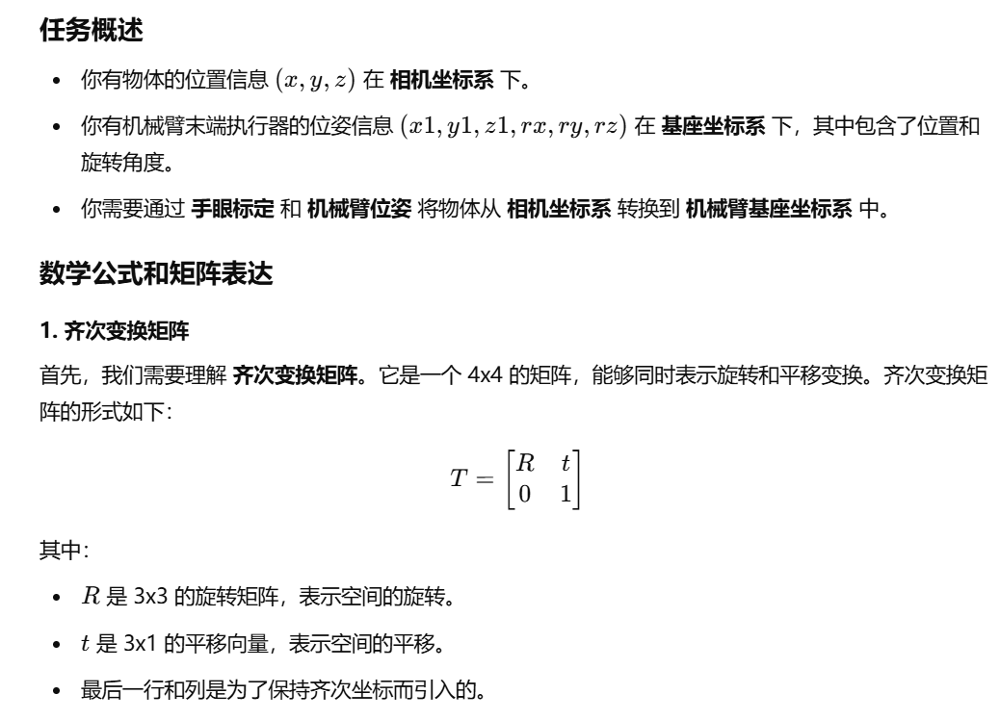 任务概述
• 你有物体的位置信息 (x, y, z) 在 相机坐标系 下。
• 你有机械臂末端执行器的位姿信息 (x1, y1, z1, rx, ry, rz) 在 基座坐标系 下，其中包含了位置和
旋转角度。
• 你需要通过 手眼标定 和 机械臂位姿 将物体从 相机坐标系 转换到 机械臂基座坐标系 中。
数学公式和矩阵表达
1. 齐次变换矩阵
首先，我们需要理解 齐次变换矩阵。它是一个 4x4 的矩阵，能够同时表示旋转和平移变换。齐次变换矩
阵的形式如下：
T = [R t
0 1]
其中：
• R 是 3x3 的旋转矩阵，表示空间的旋转。
• t 是 3x1 的平移向量，表示空间的平移。
• 最后一行和列是为了保持齐次坐标而引入的。